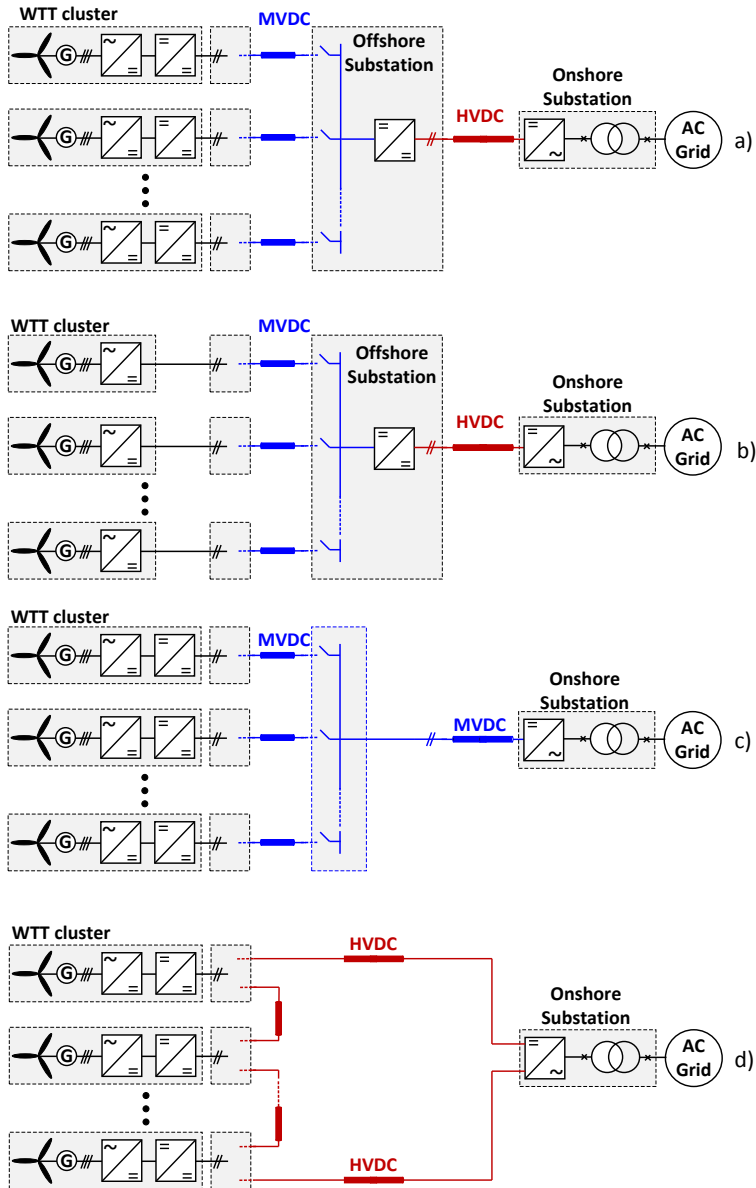 WTT cluster
MVDC
Offshore
Substation
Onshore
Substation
HVDC
G
G
G
AC
Grid
a)
WTT cluster
MVDC
Offshore
Substation
Onshore
Substation
HVDC
G
G
G
AC
Grid
b)
WTT cluster
MVDC
Onshore
Substation
MVDC
G
G
G
AC
Grid
c)
WTT cluster
HVDC
Onshore
Substation
G
G
G
AC
Grid
d)
HVDC